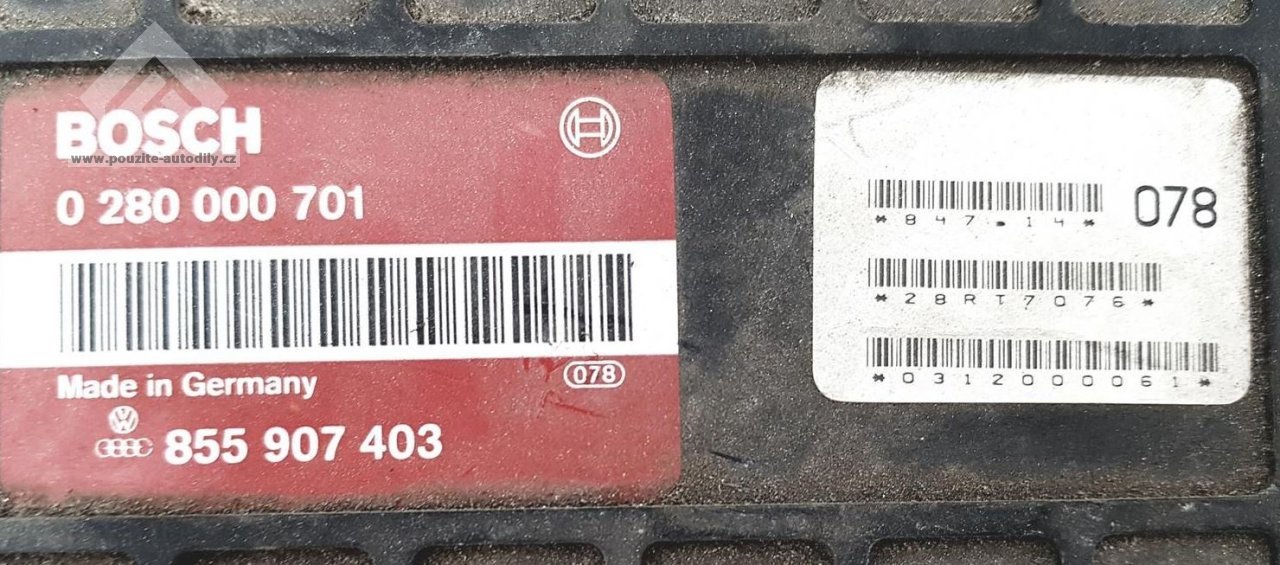 BOSCH
www.pouzite-autodily.cz
0 280 000 701
Made in Germany
078
855 907 403
078
*847.14*
*28RT7076*
*0312000061*